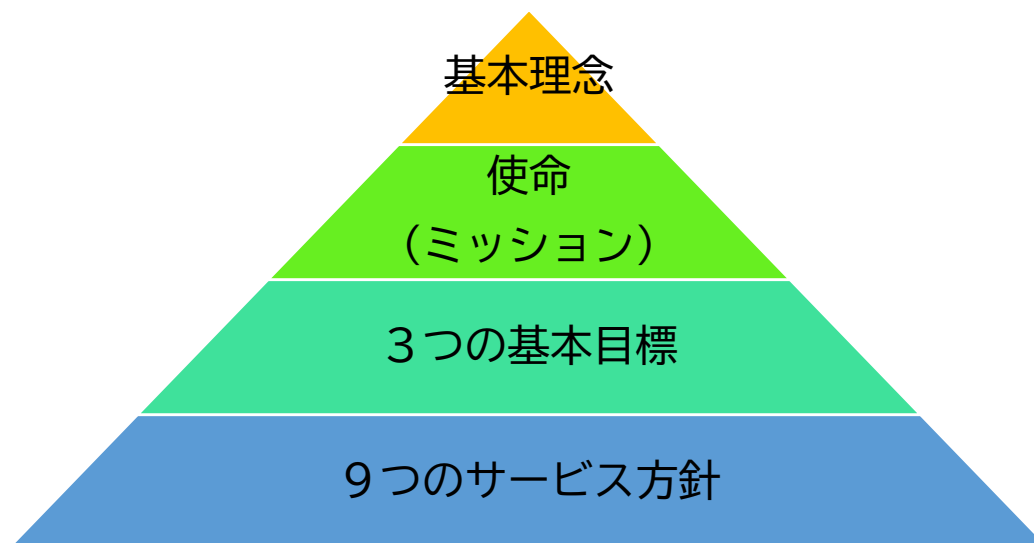 基本理念
使命
（ミッション）
３つの基本目標
９つのサービス方針